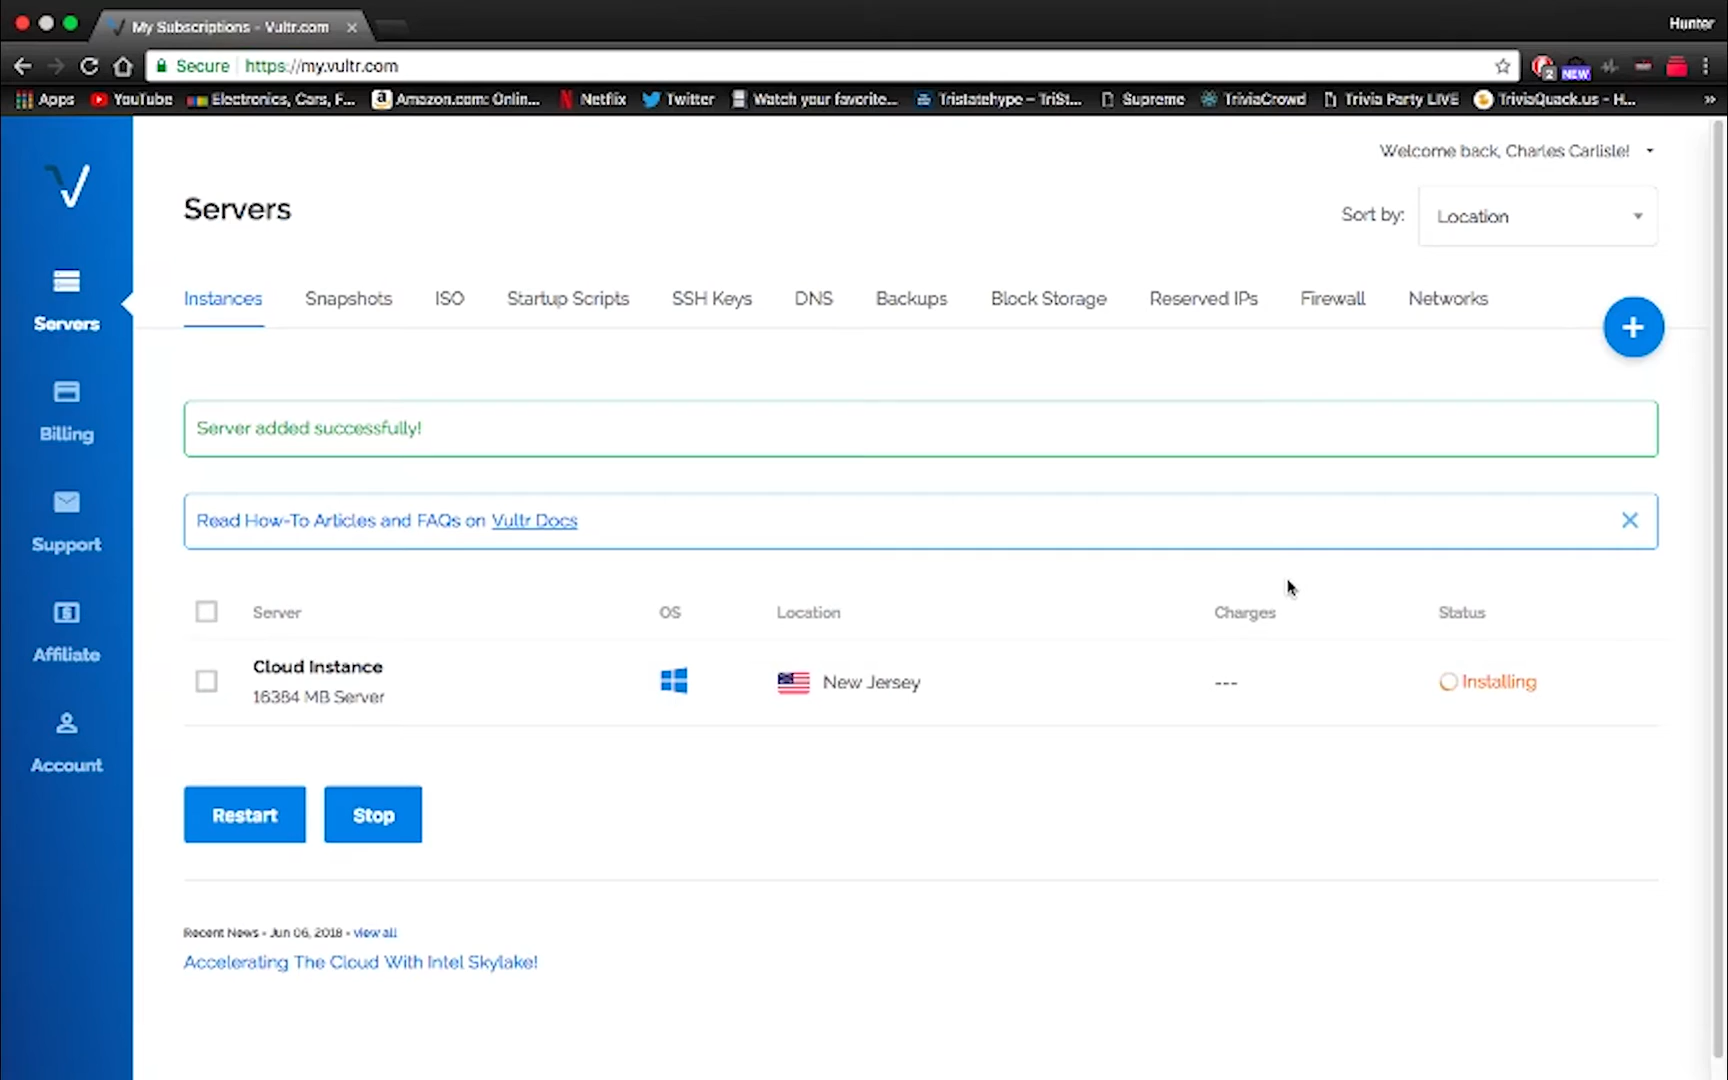 My Subscriptions - Vultr.com
Hunter
Secure https://my.vultr.com
2
NEW
Apps YouTube Electronics, Cars, F... Amazon.com: Onlin... Netflix Twitter Watch your favorite... Tristatehype – TriSt... Supreme TriviaCrowd Trivia Party LIVE TriviaQuack.us - H... »
Welcome back, Charles Carlisle!
Servers
Sort by: Location
Instances Snapshots ISO Startup Scripts SSH Keys DNS Backups Block Storage Reserved IPs Firewall Networks
Servers
Billing
Support
Affiliate
Account
Server added successfully!
Read How-To Articles and FAQs on Vultr Docs
Server OS Location Charges Status
Cloud Instance
16384 MB Server
New Jersey --- Installing
Restart Stop
Recent News - Jun 06, 2018 - view all
Accelerating The Cloud With Intel Skylake!